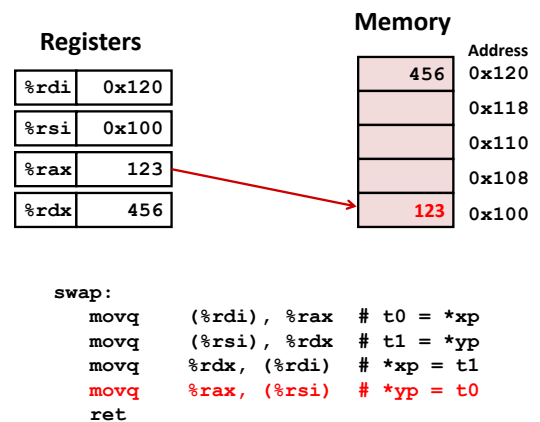 Registers
Memory
Address
%rdi 0x120
%rsi 0x100
%rax 123
%rdx 456
456 0x120
0x118
0x110
0x108
123 0x100
swap:
movq (%rdi), %rax # t0 = *xp
movq (%rsi), %rdx # t1 = *yp
movq %rdx, (%rdi) # *xp = t1
movq %rax, (%rsi) # *yp = t0
ret